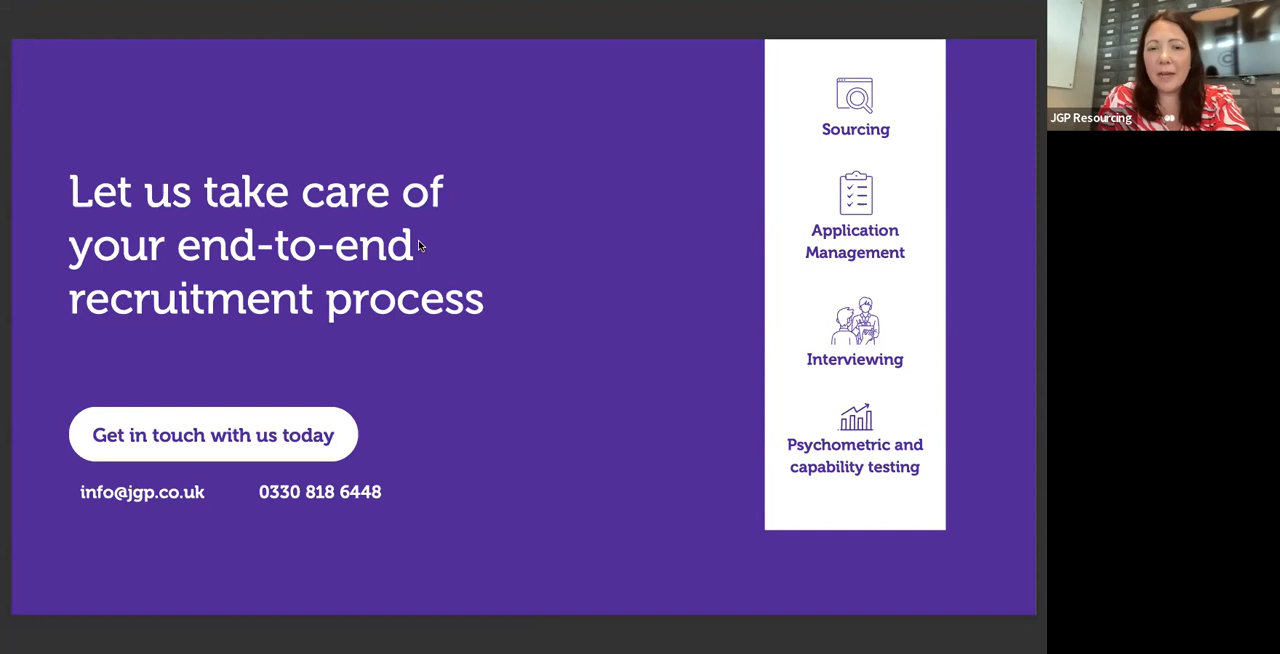 Let us take care of
your end-to-end
recruitment process
Get in touch with us today
info@jgp.co.uk 0330 818 6448
Sourcing
Application
Management
Interviewing
Psychometric and
capability testing
JGP Resourcing